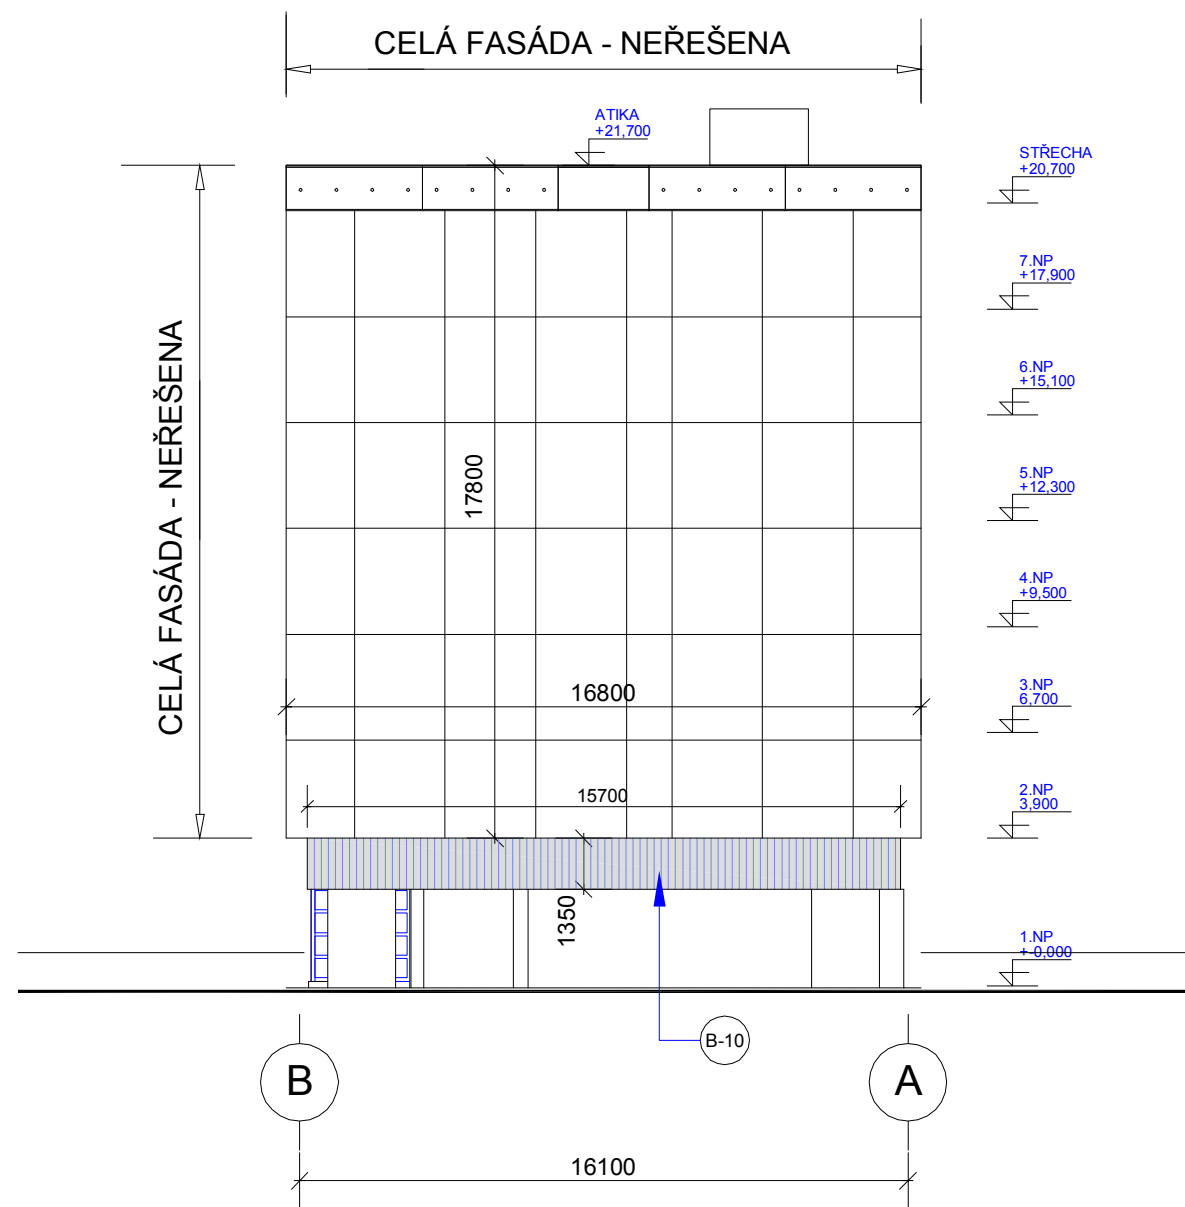 CELÁ FASÁDA - NEŘEŠENA
ATIKA
+21,700
STŘECHA
+20,700
7.NP
+17,900
6.NP
+15,100
CELÁ FASÁDA - NEŘEŠENA
17800
5.NP
+12,300
4.NP
+9,500
16800
3.NP
6,700
15700
2.NP
3,900
1350
1.NP
+-0,000
B-10
B
A
16100